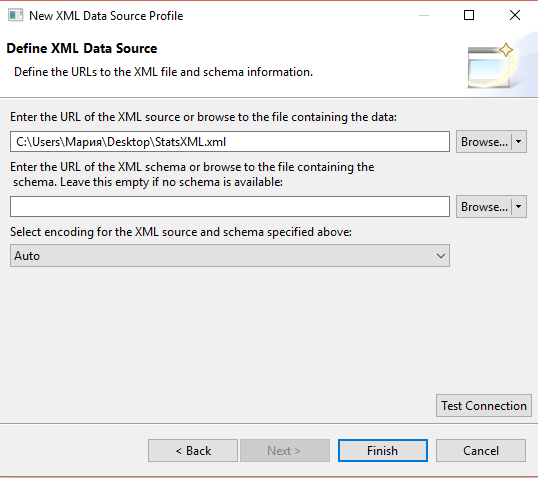 New XML Data Source Profile
Define XML Data Source
Define the URLs to the XML file and schema information.
Enter the URL of the XML source or browse to the file containing the data:
C:\Users\Мария\Desktop\StatsXML.xml
Browse...
Enter the URL of the XML schema or browse to the file containing the
schema. Leave this empty if no schema is available:
Browse...
Select encoding for the XML source and schema specified above:
Auto
Test Connection
< Back Next > Finish Cancel